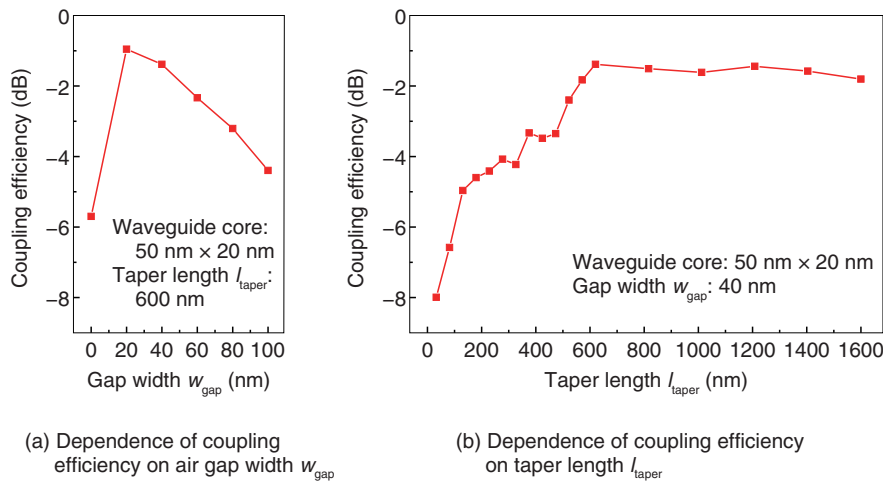 0
−2
−4
−6
−8
Coupling efficiency (dB)
Waveguide core:
50 nm × 20 nm
Taper length l_taper:
600 nm
0 20 40 60 80 100
Gap width w_gap (nm)
(a) Dependence of coupling
efficiency on air gap width w_gap
0
−2
−4
−6
−8
Coupling efficiency (dB)
Waveguide core: 50 nm × 20 nm
Gap width w_gap: 40 nm
0 200 400 600 800 1000 1200 1400 1600
Taper length l_taper (nm)
(b) Dependence of coupling efficiency
on taper length l_taper